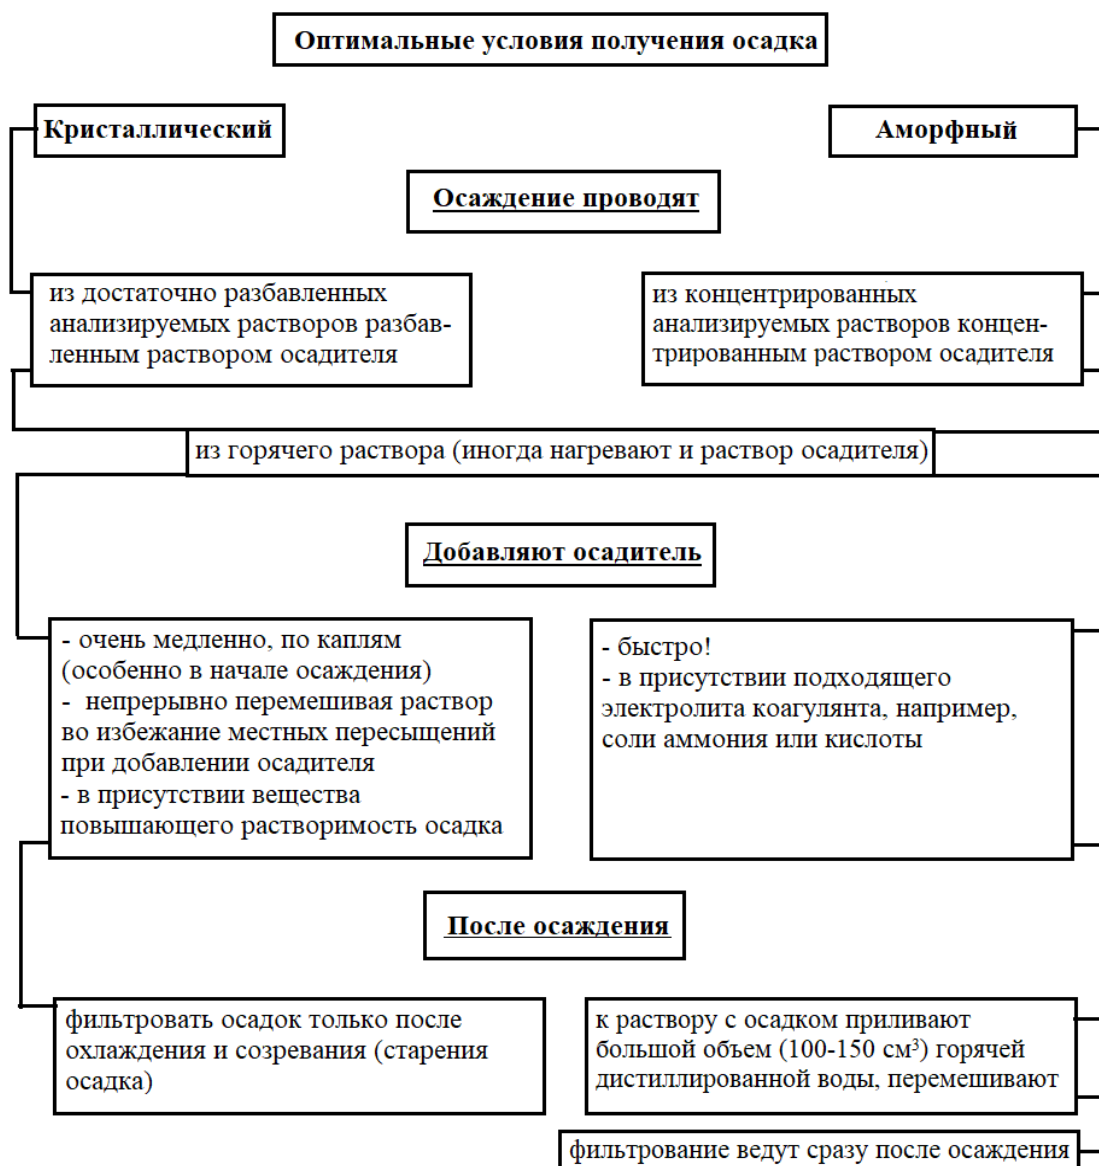 Оптимальные условия получения осадка
Кристаллический
Аморфный
Осаждение проводят
из достаточно разбавленных
анализируемых растворов разбав-
ленным раствором осадителя
из концентрированных
анализируемых растворов концен-
трированным раствором осадителя
из горячего раствора (иногда нагревают и раствор осадителя)
Добавляют осадитель
- очень медленно, по каплям
(особенно в начале осаждения)
- непрерывно перемешивая раствор
во избежание местных пересыщений
при добавлении осадителя
- в присутствии вещества
повышающего растворимость осадка
- быстро!
- в присутствии подходящего
электролита коагулянта, например,
соли аммония или кислоты
После осаждения
фильтровать осадок только после
охлаждения и созревания (старения
осадка)
к раствору с осадком приливают
большой объем (100-150 см³) горячей
дистиллированной воды, перемешивают
фильтрование ведут сразу после осаждения